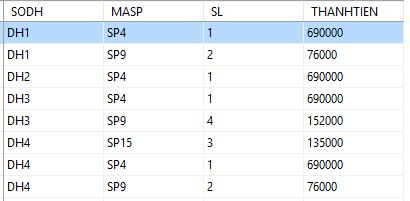 SODH MASP SL THANHTIEN
DH1 SP4 1 690000
DH1 SP9 2 76000
DH2 SP4 1 690000
DH3 SP4 1 690000
DH3 SP9 4 152000
DH4 SP15 3 135000
DH4 SP4 1 690000
DH4 SP9 2 76000